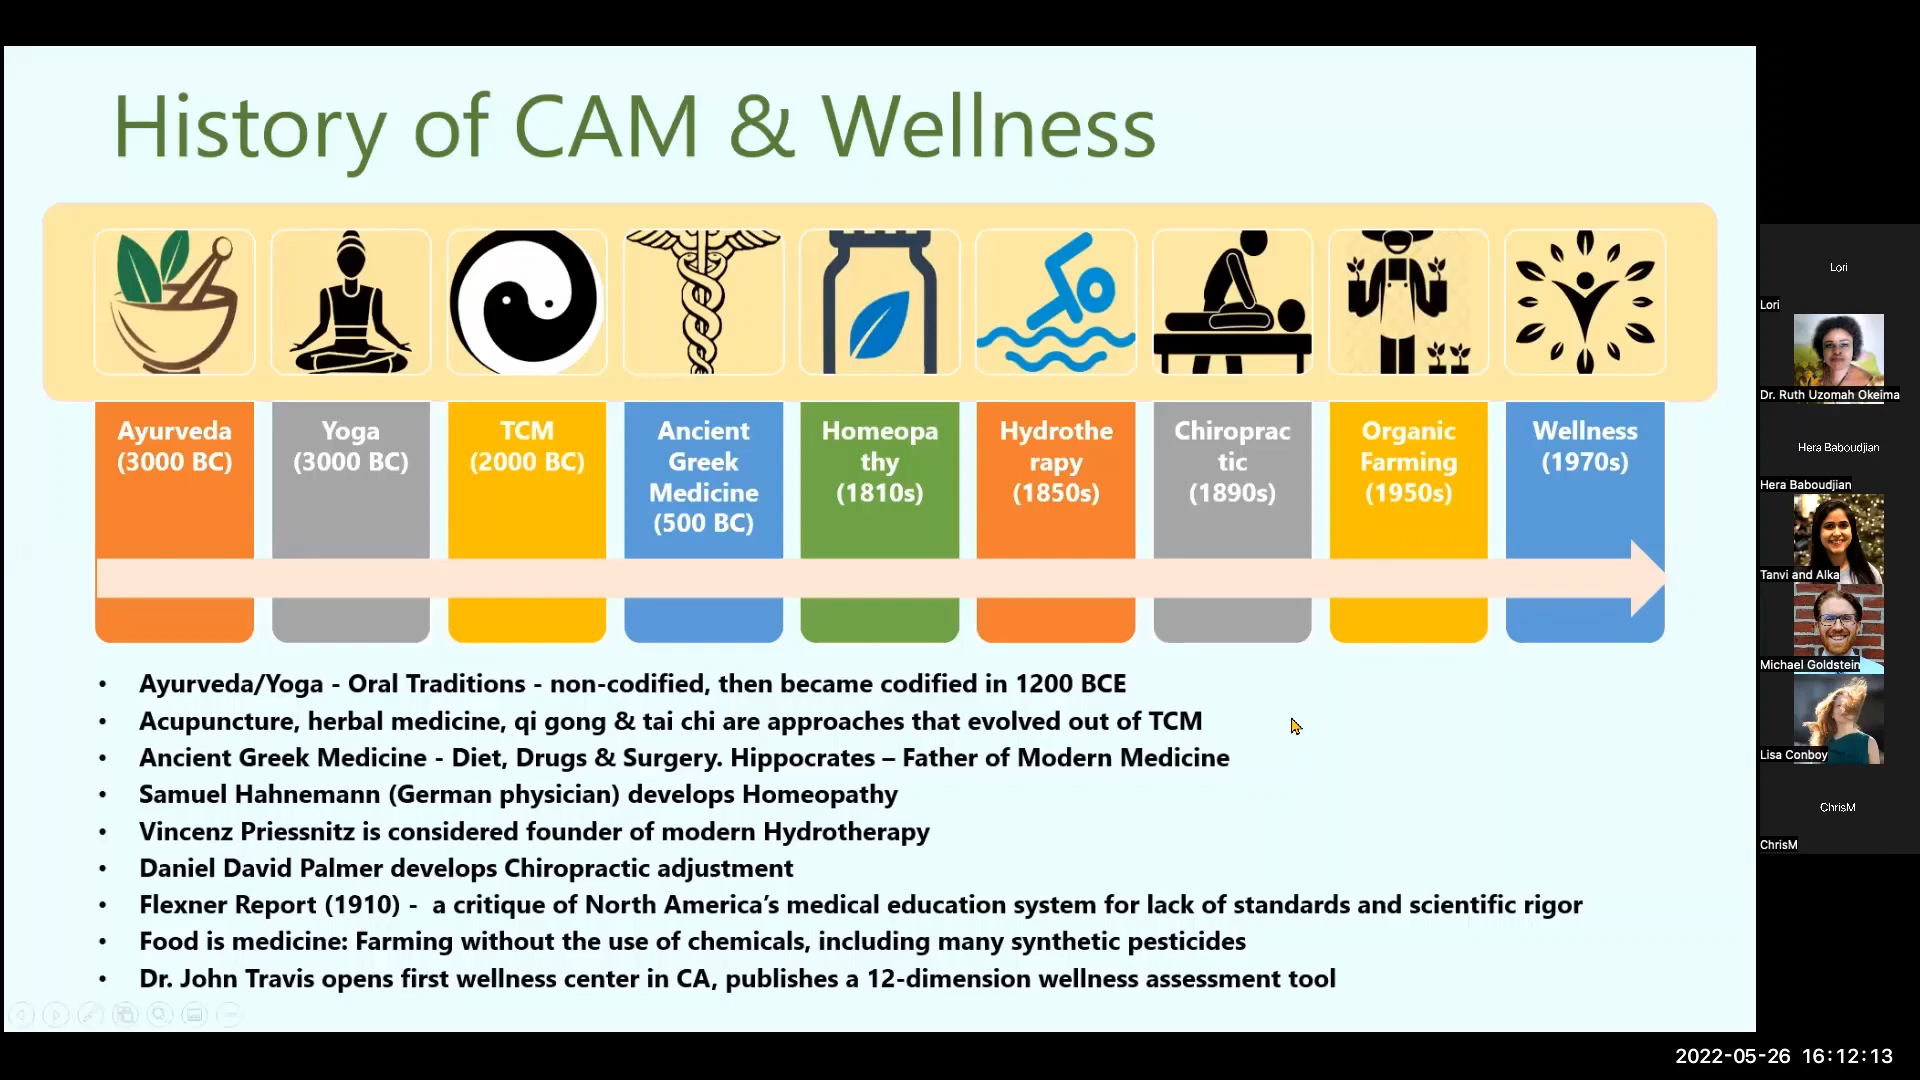 History of CAM & Wellness
Ayurveda
(3000 BC)
Yoga
(3000 BC)
TCM
(2000 BC)
Ancient
Greek
Medicine
(500 BC)
Homeopa
thy
(1810s)
Hydrothe
rapy
(1850s)
Chiroprac
tic
(1890s)
Organic
Farming
(1950s)
Wellness
(1970s)
• Ayurveda/Yoga - Oral Traditions - non-codified, then became codified in 1200 BCE
• Acupuncture, herbal medicine, qi gong & tai chi are approaches that evolved out of TCM
• Ancient Greek Medicine - Diet, Drugs & Surgery. Hippocrates – Father of Modern Medicine
• Samuel Hahnemann (German physician) develops Homeopathy
• Vincenz Priessnitz is considered founder of modern Hydrotherapy
• Daniel David Palmer develops Chiropractic adjustment
• Flexner Report (1910) -  a critique of North America’s medical education system for lack of standards and scientific rigor
• Food is medicine: Farming without the use of chemicals, including many synthetic pesticides
• Dr. John Travis opens first wellness center in CA, publishes a 12-dimension wellness assessment tool
Lori
Lori
Dr. Ruth Uzomah Okeima
Hera Baboudjian
Hera Baboudjian
Tanvi and Alka
Michael Goldstein
Lisa Conboy
ChrisM
ChrisM
2022-05-26 16:12:13